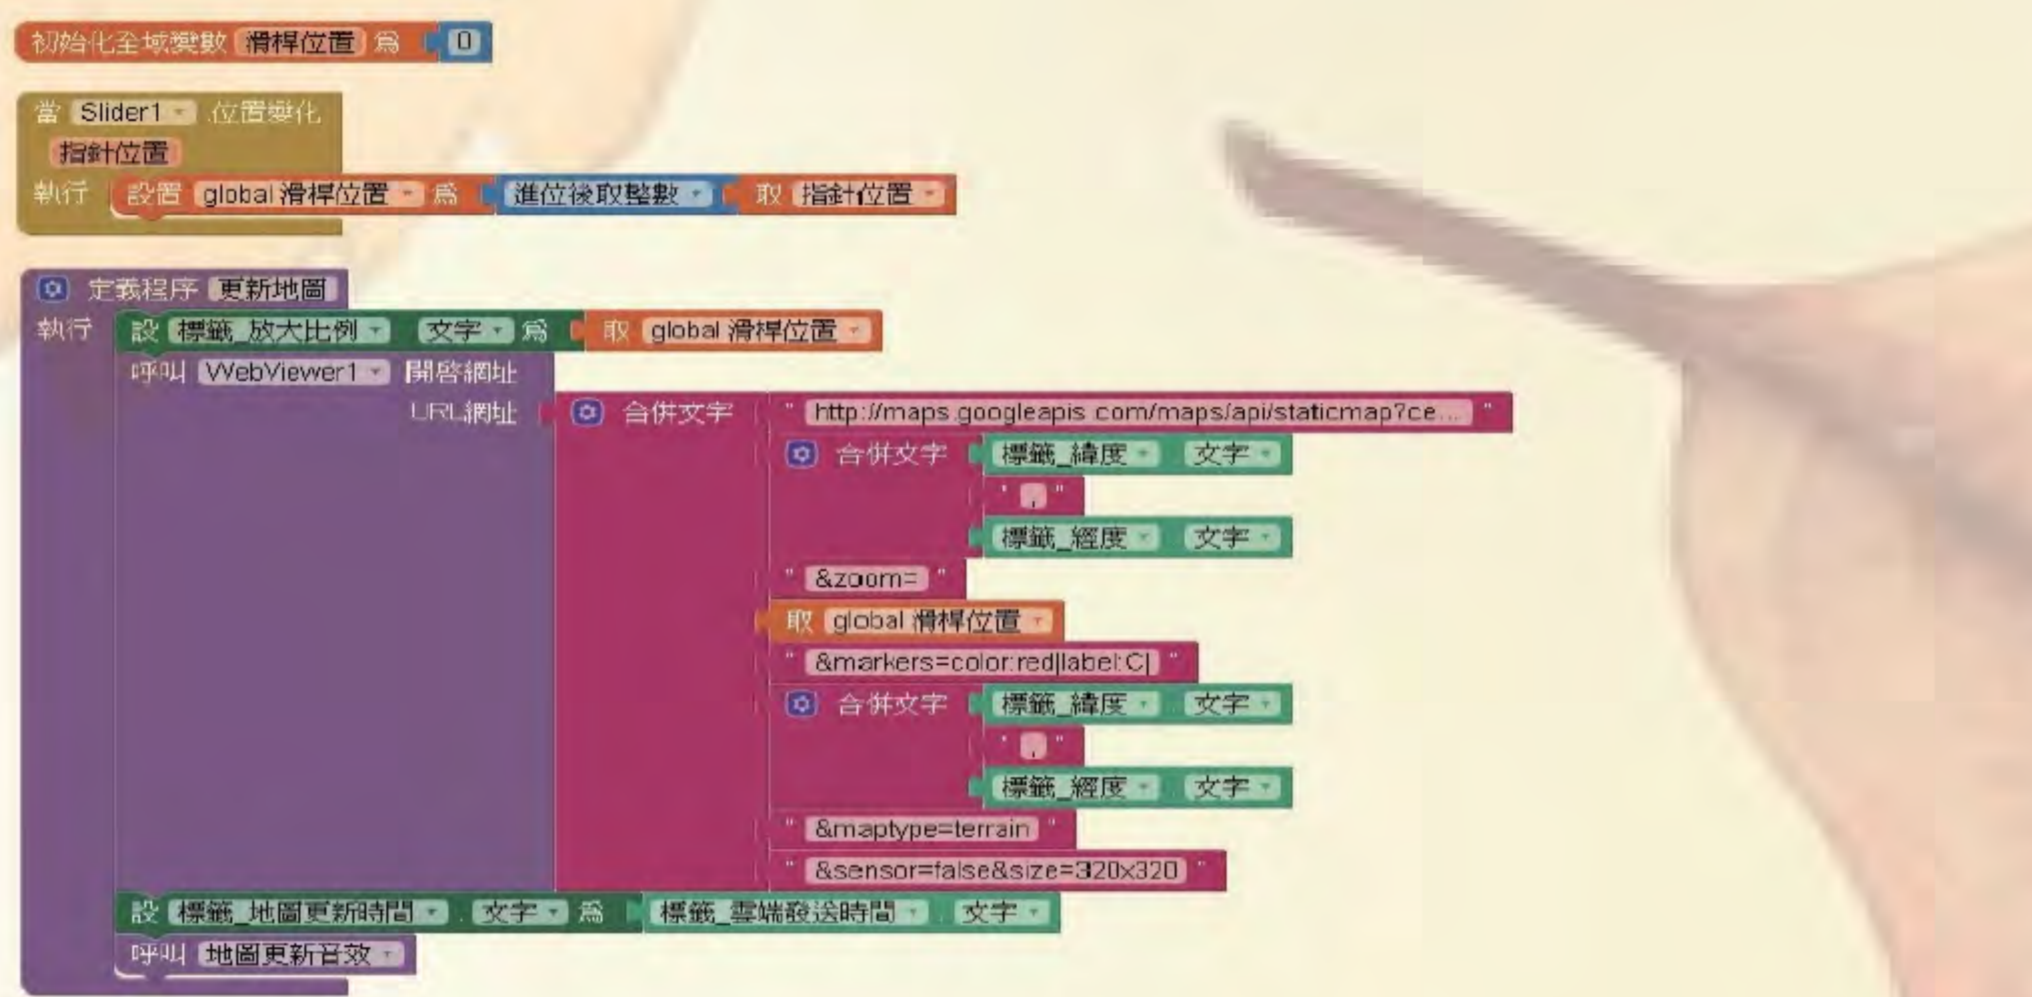 初始化全域變數 滑桿位置 為 0
當 Slider1 .位置變化
指針位置
執行 設置 global 滑桿位置 為 進位後取整數 取 指針位置
定義程序 更新地圖
執行 設 標籤_放大比例 . 文字 為 取 global 滑桿位置
呼叫 WebViewer1 .開啟網址
URL網址 合併文字 " http://maps.googleapis.com/maps/api/staticmap?ce... "
合併文字 標籤_緯度 . 文字
" , "
標籤_經度 . 文字
" &zoom= "
取 global 滑桿位置
" &markers=color:red|label:C| "
合併文字 標籤_緯度 . 文字
" , "
標籤_經度 . 文字
" &maptype=terrain "
" &sensor=false&size=320x320 "
設 標籤_地圖更新時間 . 文字 為 標籤_雲端發送時間 . 文字
呼叫 地圖更新音效